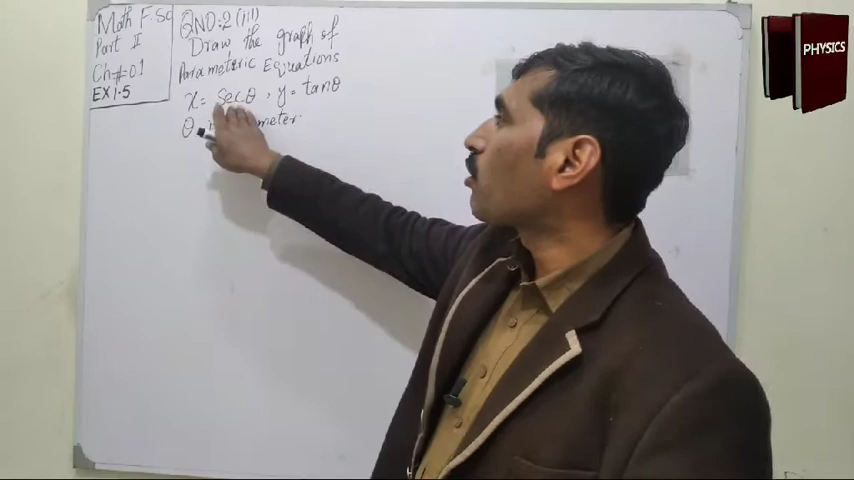 Math F.Sc
Part II
Ch#01
EX 1.5
QNO:2(iii)
Draw the graph of
Parametric Equations
x = secθ , y = tanθ
θ
PHYSICS